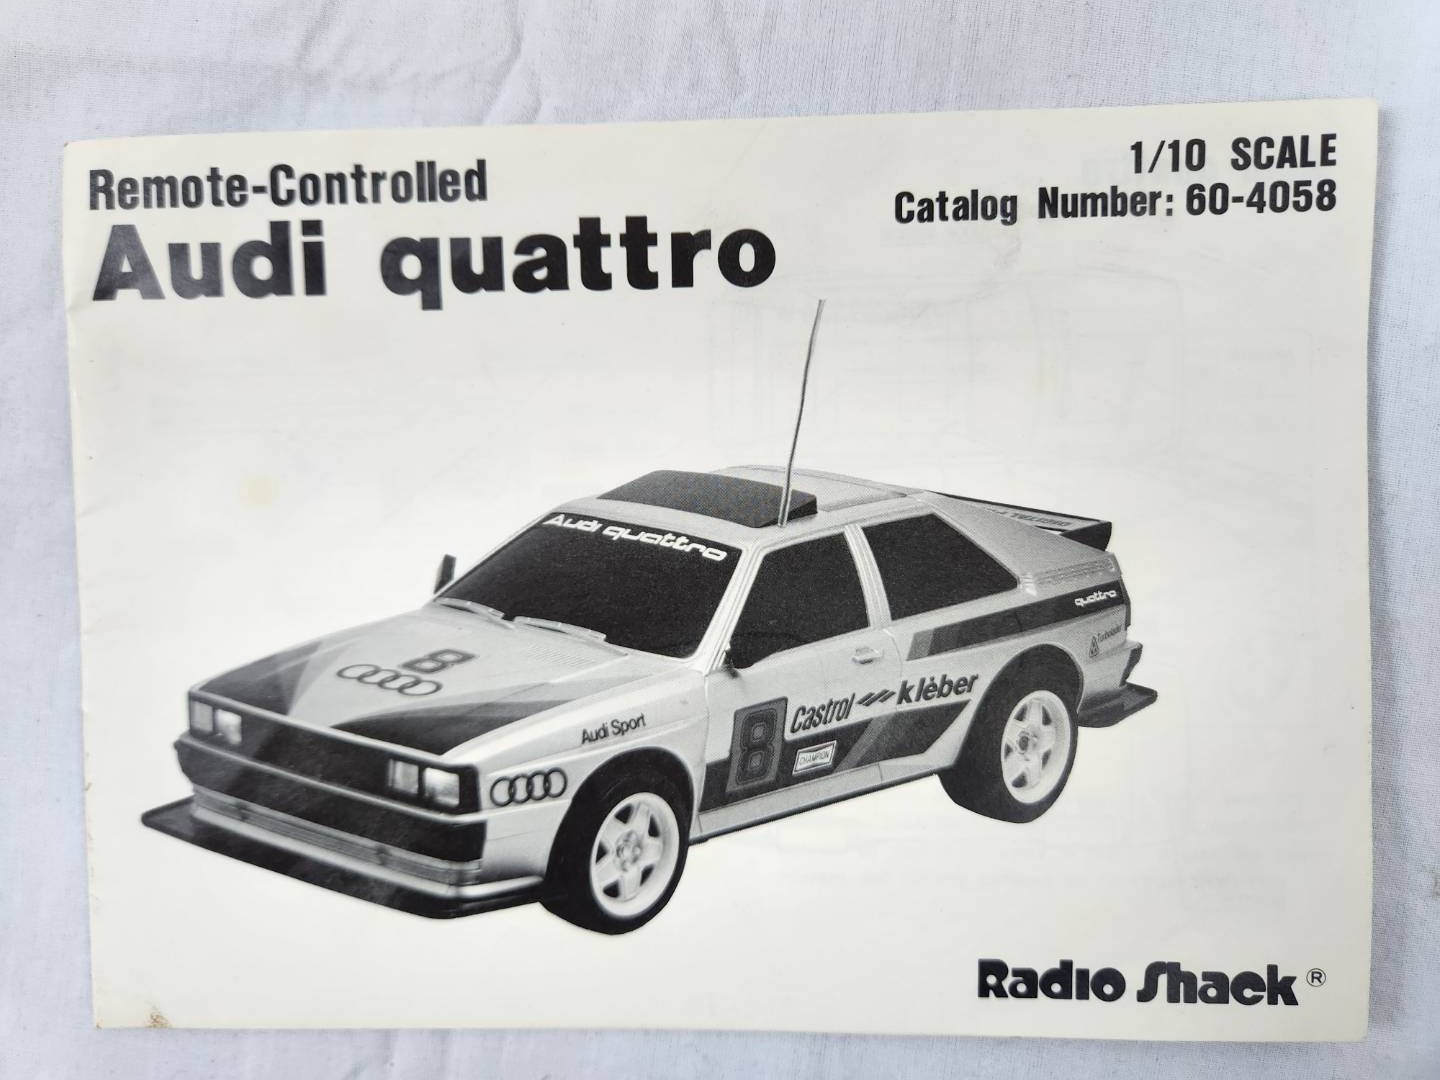 Remote-Controlled
Audi quattro
1/10 SCALE
Catalog Number: 60-4058
Audi quattro
8
Audi Sport
8
Castrol
kléber
CHAMPION
quattro
Radio Shack®